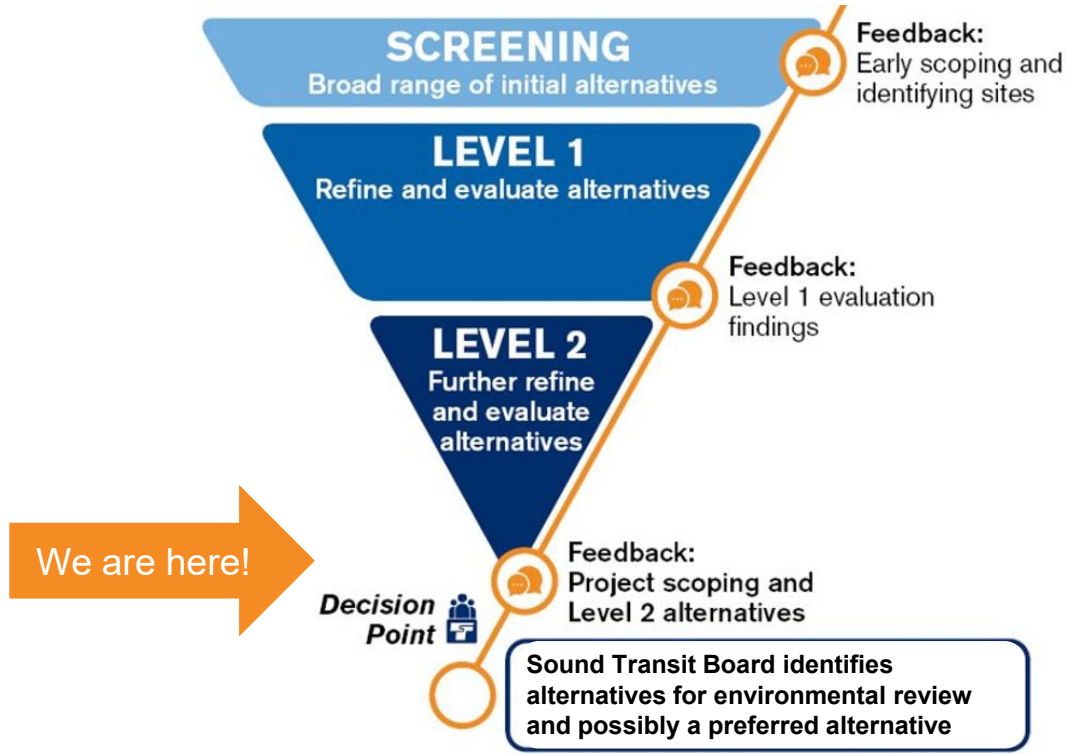 SCREENING
Broad range of initial alternatives
Feedback:
Early scoping and
identifying sites
LEVEL 1
Refine and evaluate alternatives
Feedback:
Level 1 evaluation
findings
LEVEL 2
Further refine
and evaluate
alternatives
We are here!
Feedback:
Project scoping and
Level 2 alternatives
Decision
Point
Sound Transit Board identifies
alternatives for environmental review
and possibly a preferred alternative